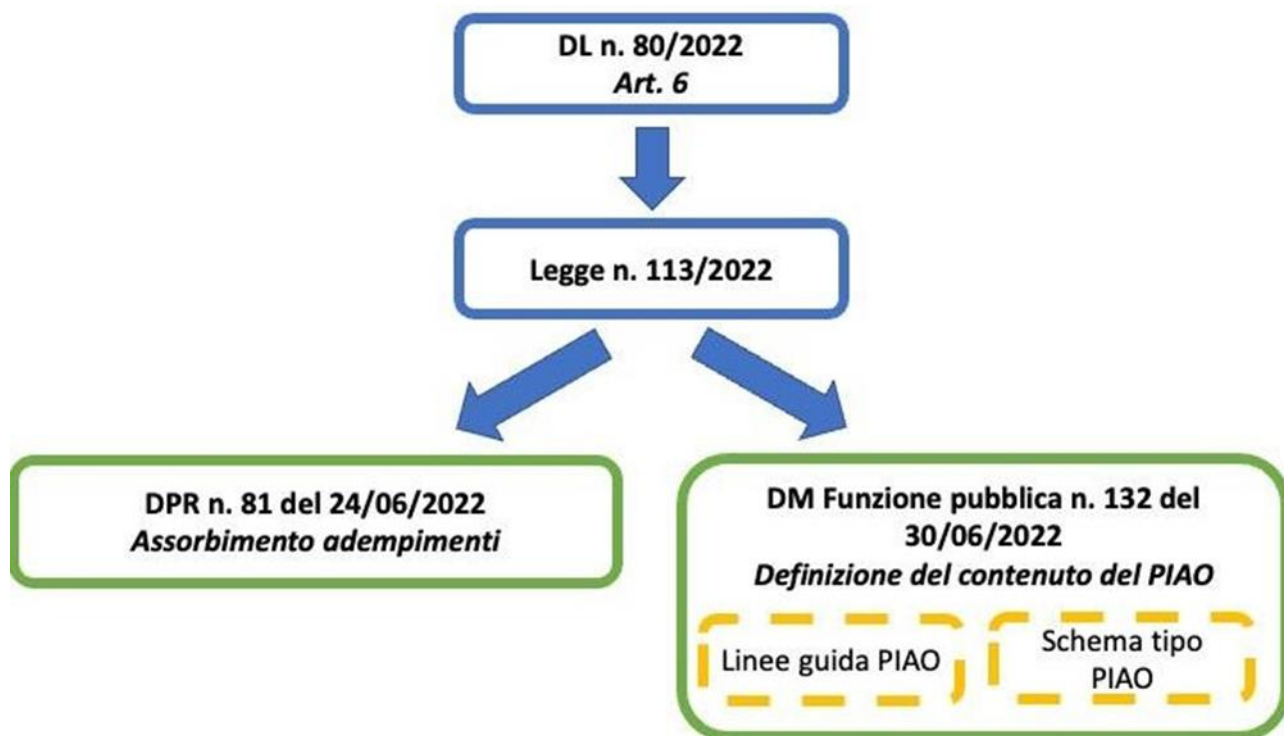 DL n. 80/2022
Art. 6
Legge n. 113/2022
DPR n. 81 del 24/06/2022
Assorbimento adempimenti
DM Funzione pubblica n. 132 del
30/06/2022
Definizione del contenuto del PIAO
Linee guida PIAO
Schema tipo
PIAO